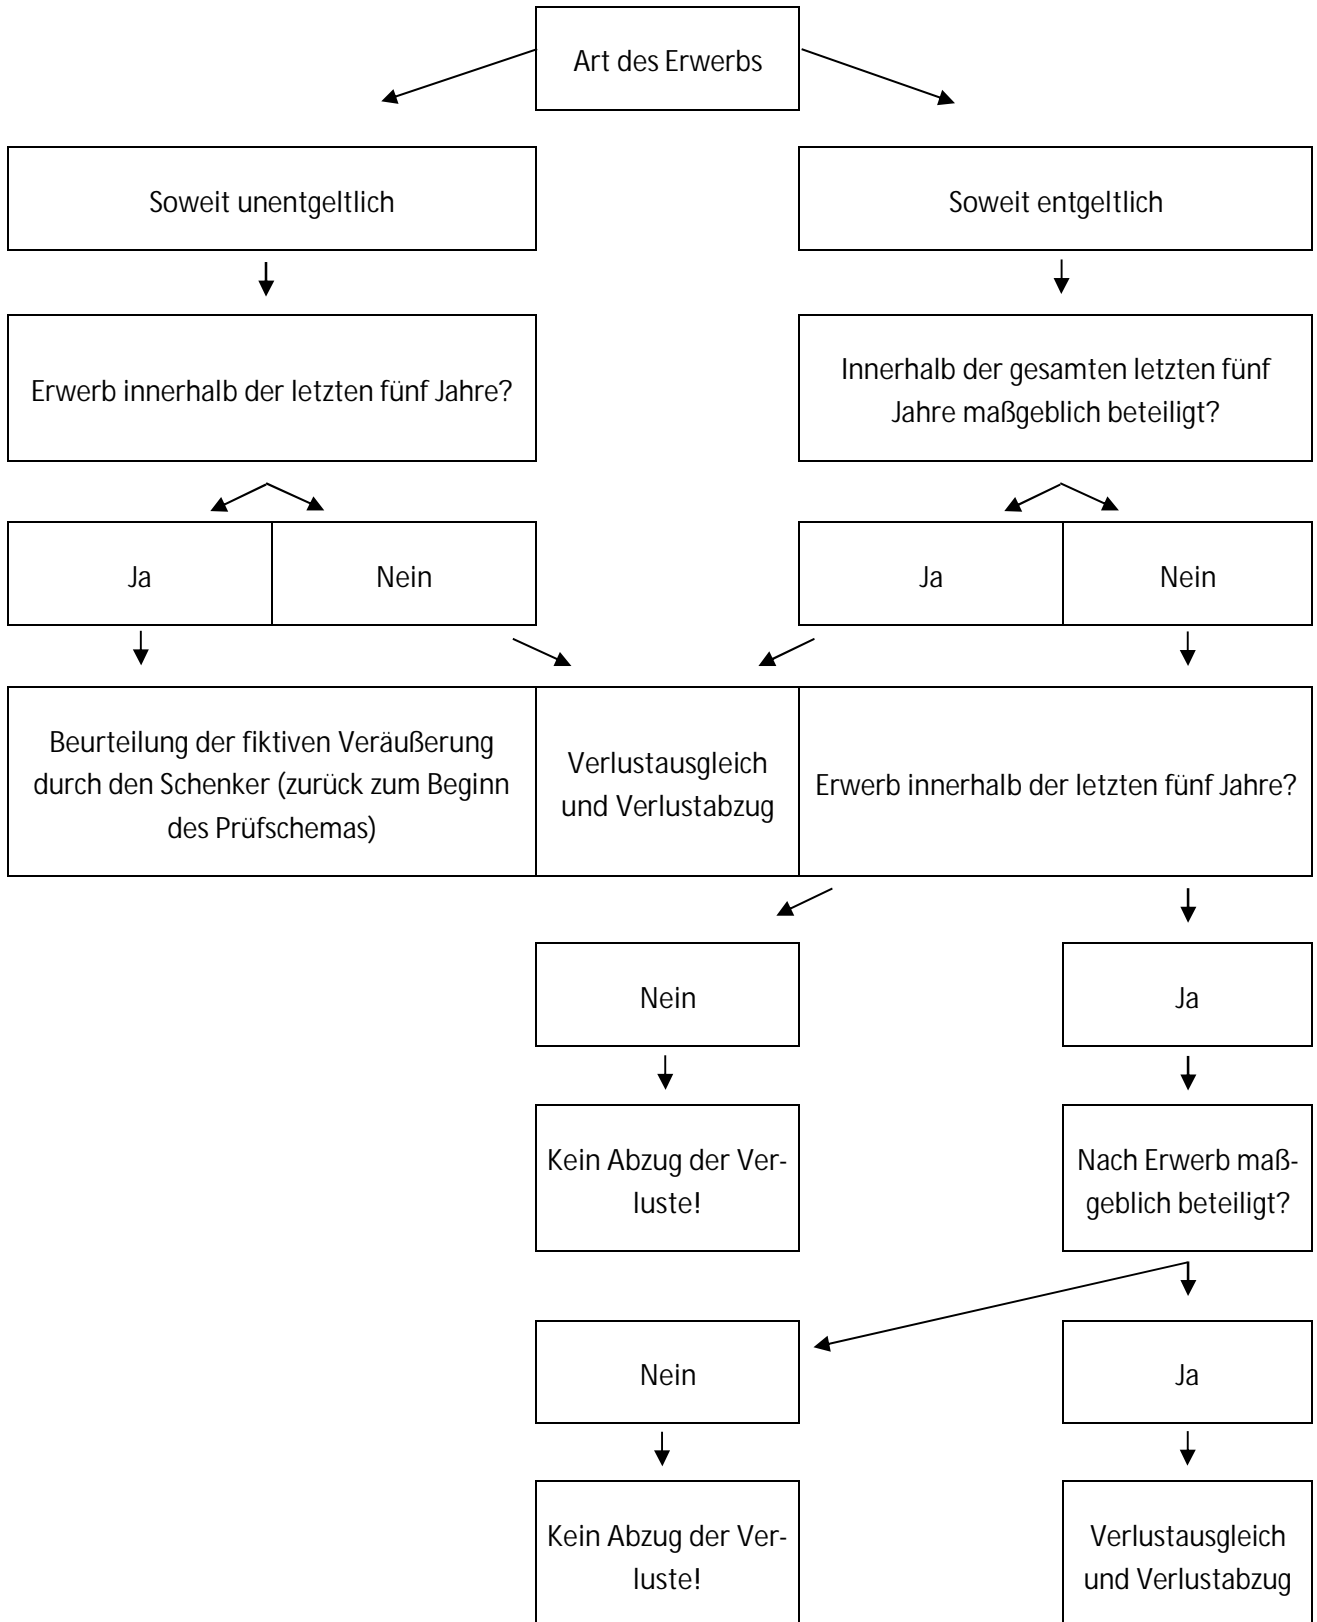 Art des Erwerbs
Soweit unentgeltlich
Soweit entgeltlich
Erwerb innerhalb der letzten fünf Jahre?
Innerhalb der gesamten letzten fünf
Jahre maßgeblich beteiligt?
Ja
Nein
Ja
Nein
Beurteilung der fiktiven Veräußerung
durch den Schenker (zurück zum Beginn
des Prüfschemas)
Verlustausgleich
und Verlustabzug
Erwerb innerhalb der letzten fünf Jahre?
Nein
Ja
Kein Abzug der Ver-
luste!
Nach Erwerb maß-
geblich beteiligt?
Nein
Ja
Kein Abzug der Ver-
luste!
Verlustausgleich
und Verlustabzug